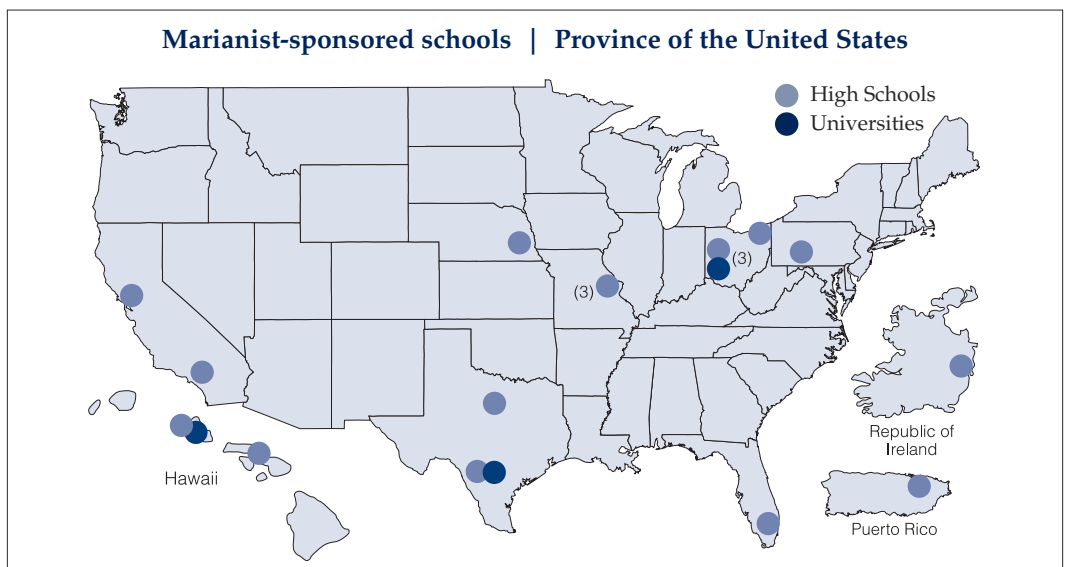 Marianist-sponsored schools | Province of the United States
High Schools
Universities
(3)
(3)
Hawaii
Republic of
Ireland
Puerto Rico